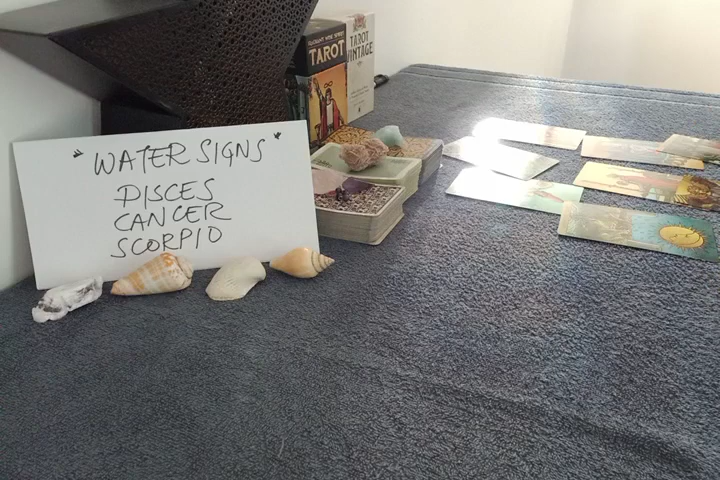 " WATER SIGNS "
PISCES
CANCER
SCORPIO
TAROT
TAROT
VINTAGE